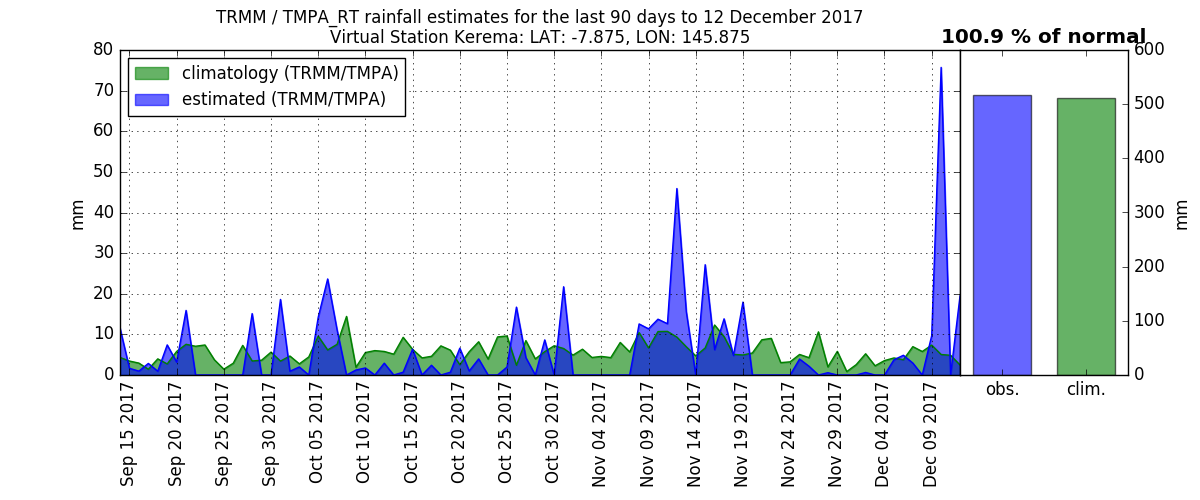 TRMM / TMPA_RT rainfall estimates for the last 90 days to 12 December 2017
Virtual Station Kerema: LAT: -7.875, LON: 145.875
100.9 % of normal
climatology (TRMM/TMPA)
estimated (TRMM/TMPA)
80
70
60
50
40
30
20
10
0
mm
Sep 15 2017
Sep 20 2017
Sep 25 2017
Sep 30 2017
Oct 05 2017
Oct 10 2017
Oct 15 2017
Oct 20 2017
Oct 25 2017
Oct 30 2017
Nov 04 2017
Nov 09 2017
Nov 14 2017
Nov 19 2017
Nov 24 2017
Nov 29 2017
Dec 04 2017
Dec 09 2017
obs.
clim.
600
500
400
300
200
100
0
mm